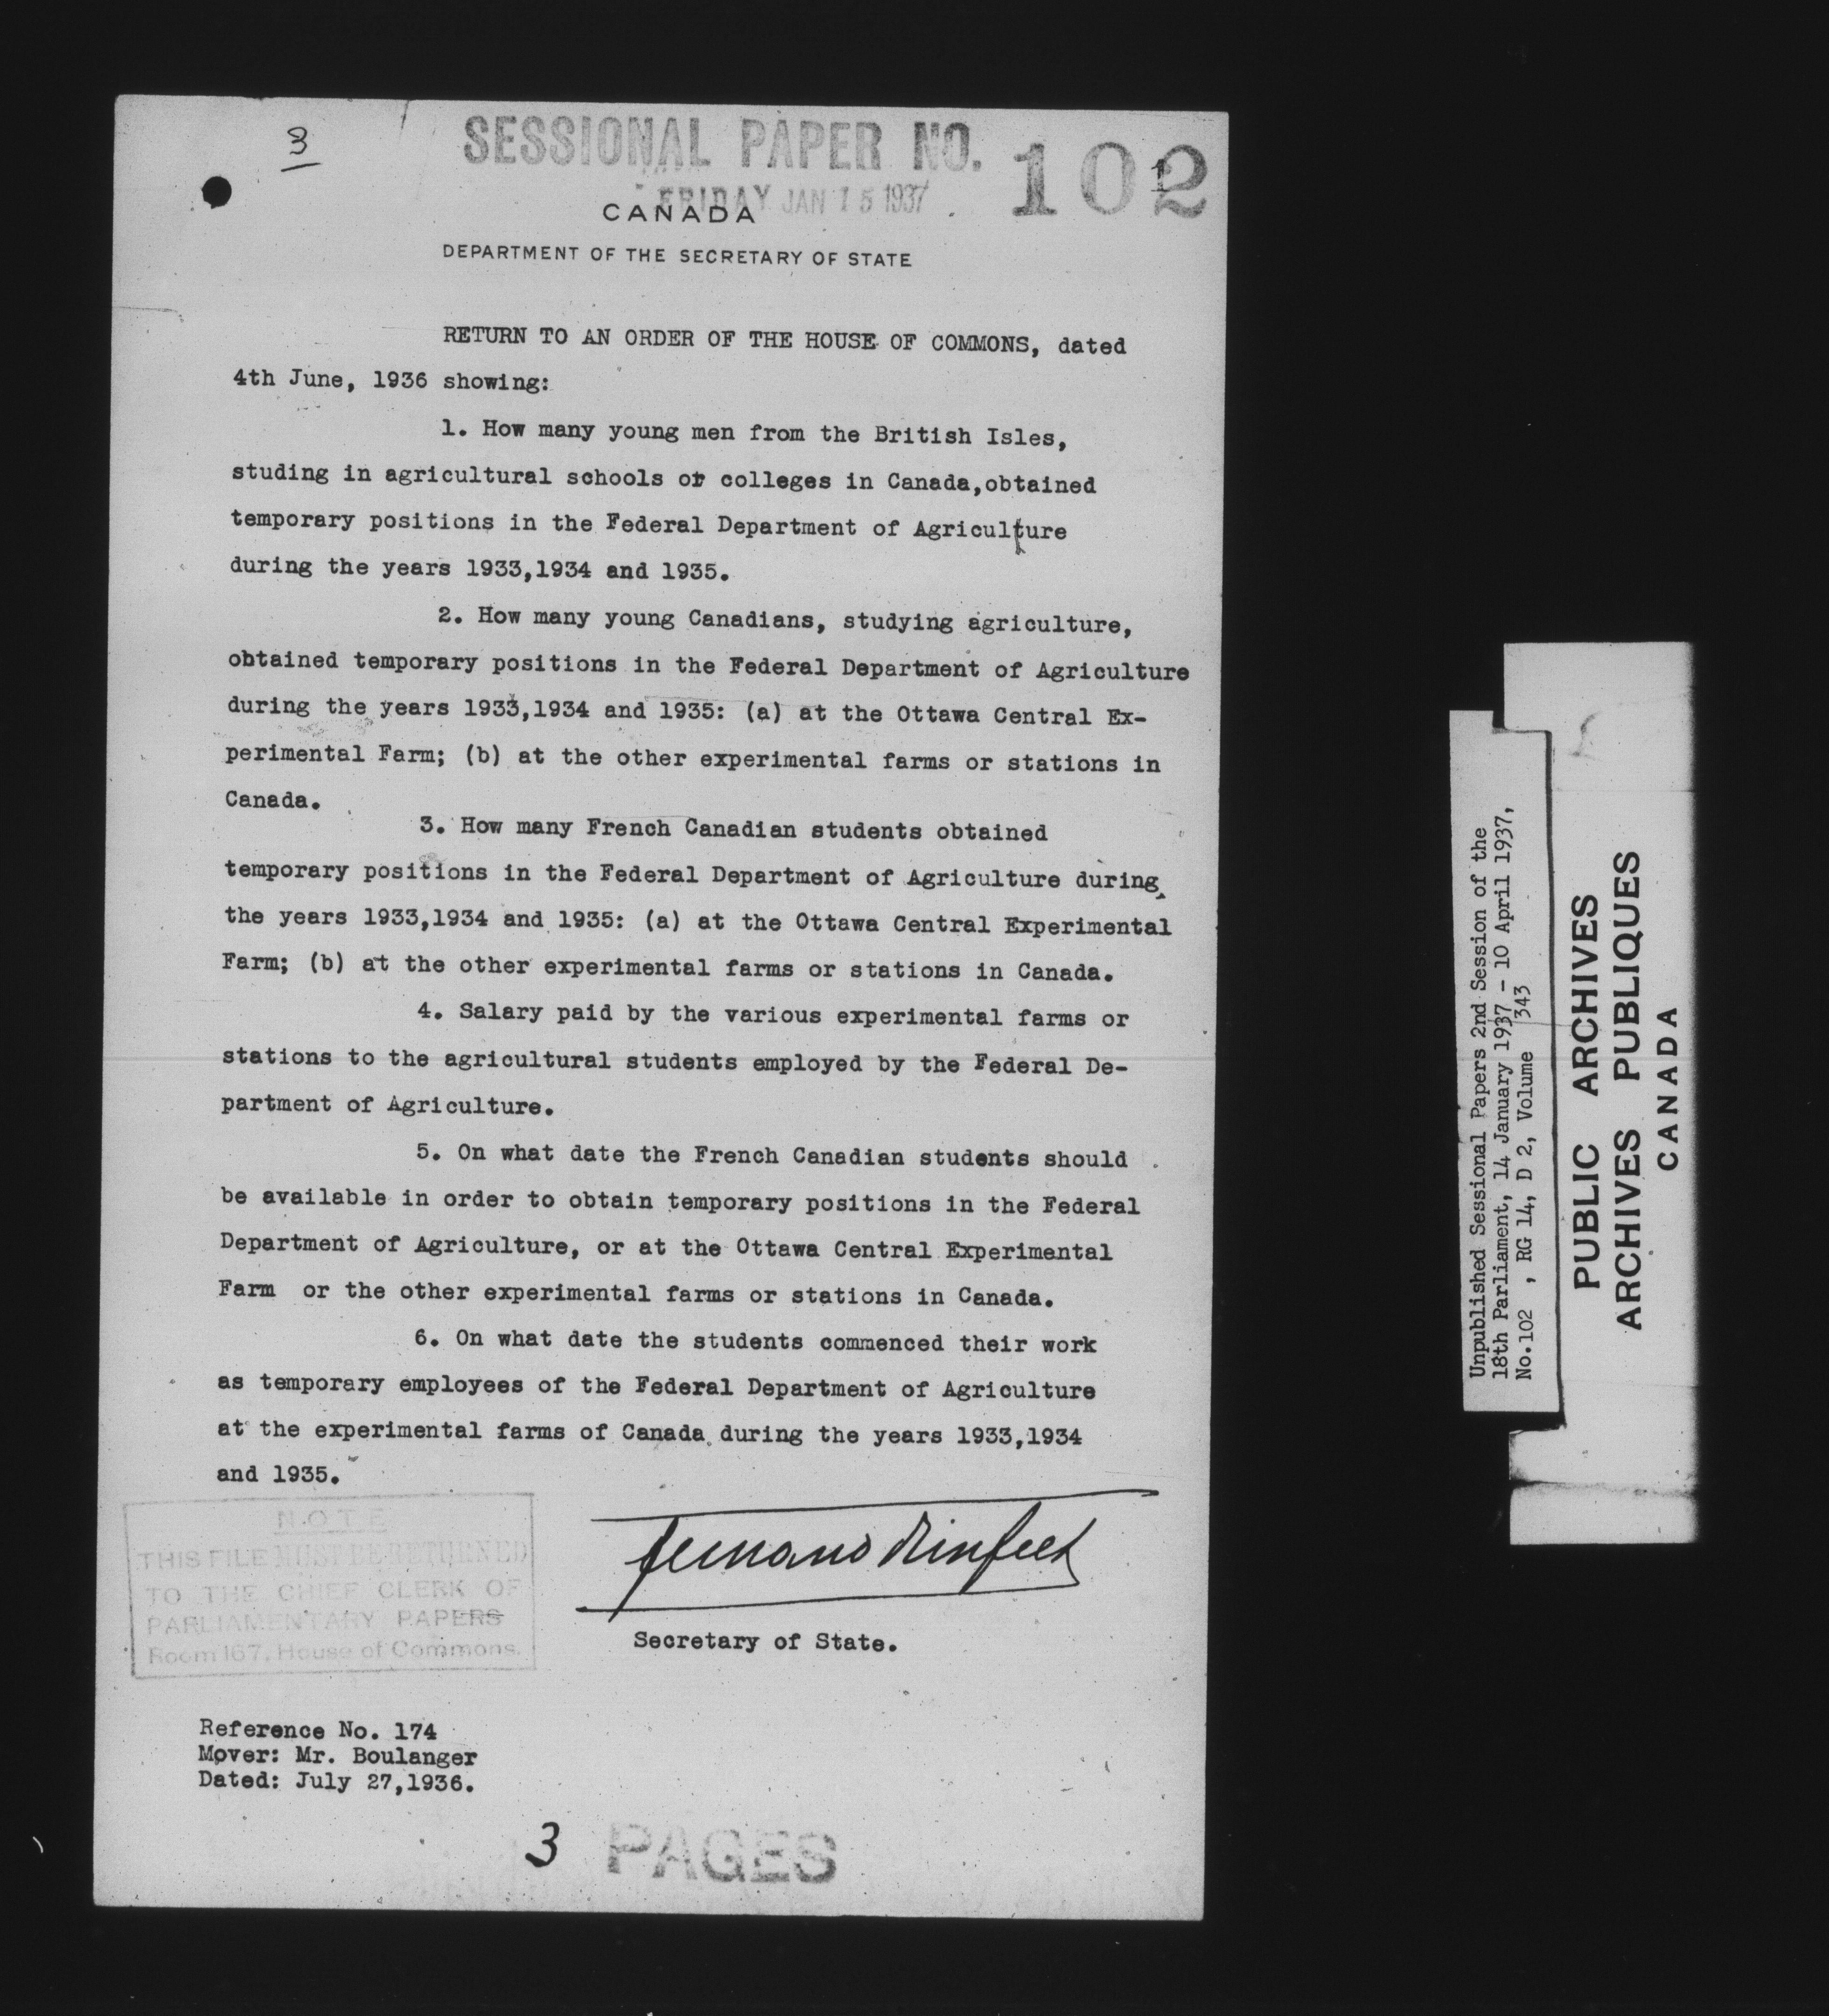 3
SESSIONAL PAPER NO. 102
FRIDAY JAN 15 1937
CANADA
DEPARTMENT OF THE SECRETARY OF STATE
RETURN TO AN ORDER OF THE HOUSE OF COMMONS, dated
4th June, 1936 showing:
1. How many young men from the British Isles,
studing in agricultural schools or colleges in Canada,obtained
temporary positions in the Federal Department of Agriculture
during the years 1933,1934 and 1935.
2. How many young Canadians, studying agriculture,
obtained temporary positions in the Federal Department of Agriculture
during the years 1933,1934 and 1935: (a) at the Ottawa Central Ex-
perimental Farm; (b) at the other experimental farms or stations in
Canada.
3. How many French Canadian students obtained
temporary positions in the Federal Department of Agriculture during
the years 1933,1934 and 1935: (a) at the Ottawa Central Experimental
Farm; (b) at the other experimental farms or stations in Canada.
4. Salary paid by the various experimental farms or
stations to the agricultural students employed by the Federal De-
partment of Agriculture.
5. On what date the French Canadian students should
be available in order to obtain temporary positions in the Federal
Department of Agriculture, or at the Ottawa Central Experimental
Farm or the other experimental farms or stations in Canada.
6. On what date the students commenced their work
as temporary employees of the Federal Department of Agriculture
at the experimental farms of Canada during the years 1933,1934
and 1935.
NOTE
THIS FILE MUST BE RETURNED
TO THE CHIEF CLERK OF
PARLIAMENTARY PAPERS
Room 167, House of Commons.
Fernand Rinfret
Secretary of State.
Reference No. 174
Mover: Mr. Boulanger
Dated: July 27,1936.
3 PAGES
Unpublished Sessional Papers 2nd Session of the
18th Parliament, 14 January 1937 - 10 April 1937,
No.102 , RG 14, D 2, Volume 343
PUBLIC ARCHIVES
ARCHIVES PUBLIQUES
CANADA